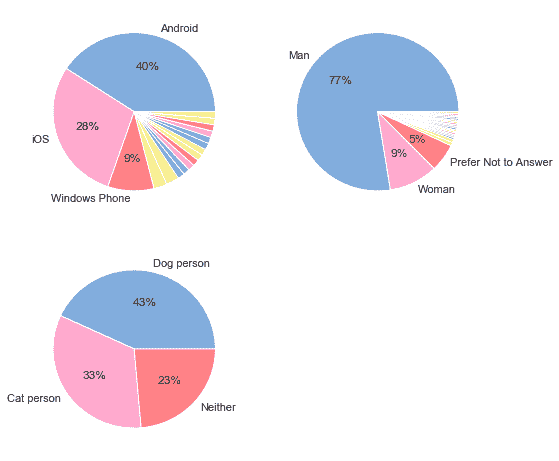 Android
40%
iOS
28%
9%
Windows Phone
Man
77%
5%
9%
Prefer Not to Answer
Woman
Dog person
43%
33%
23%
Cat person
Neither